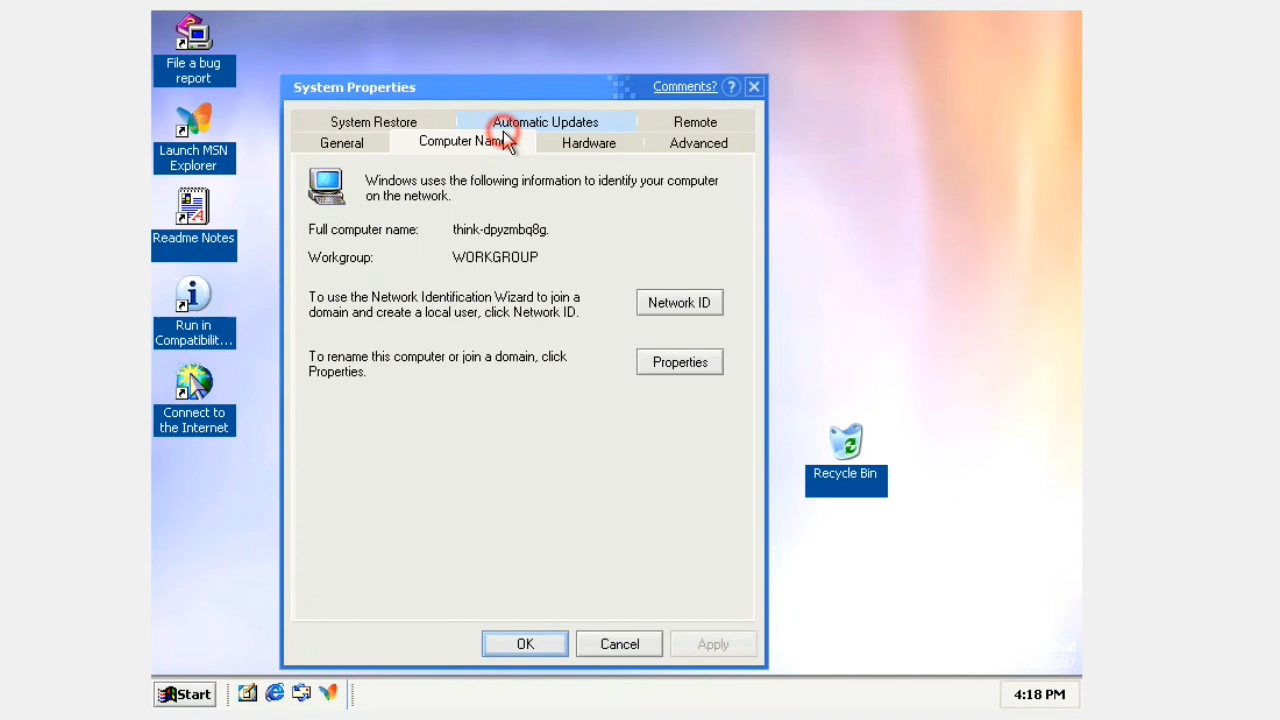 File a bug
report
Launch MSN
Explorer
Readme Notes
Run in
Compatibilit...
Connect to
the Internet
System Properties
Comments?
System Restore
Automatic Updates
Remote
General
Computer Name
Hardware
Advanced
Windows uses the following information to identify your computer
on the network.
Full computer name: think-dpyzmbq8g.
Workgroup: WORKGROUP
To use the Network Identification Wizard to join a
domain and create a local user, click Network ID.
Network ID
To rename this computer or join a domain, click
Properties.
Properties
OK
Cancel
Apply
Recycle Bin
Start
4:18 PM